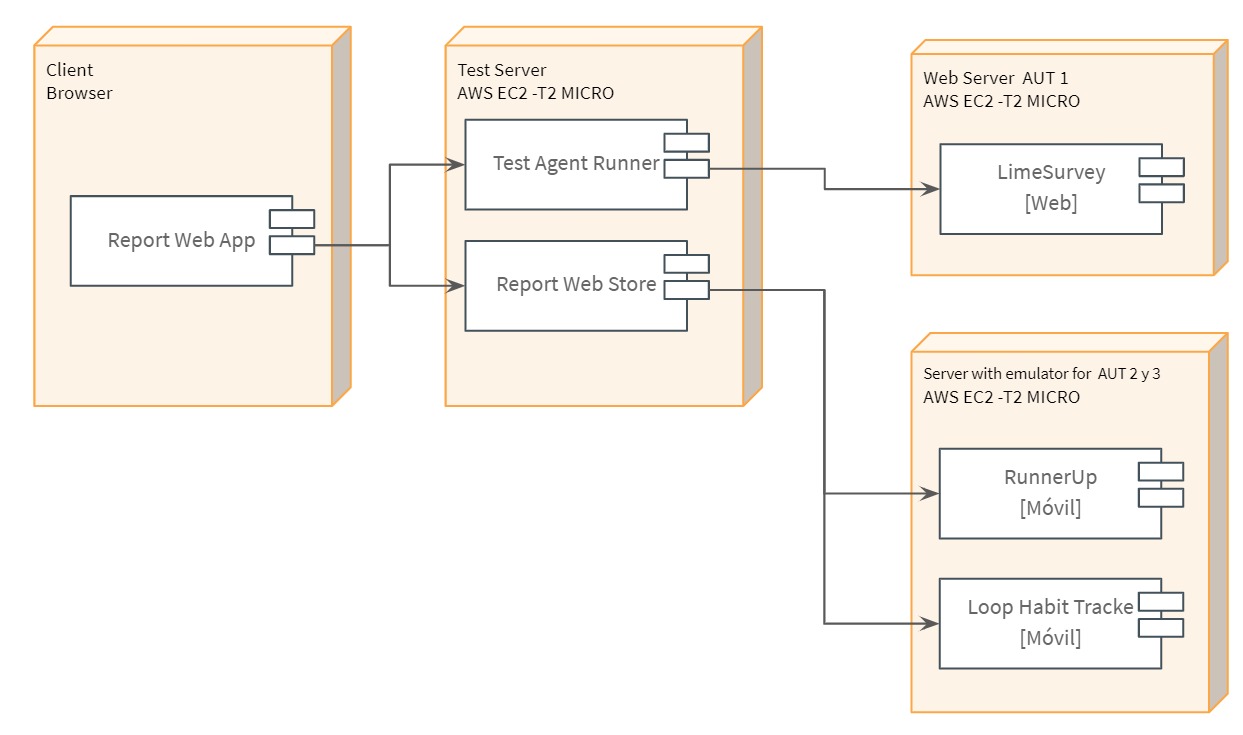 Client
Browser
Report Web App
Test Server
AWS EC2 -T2 MICRO
Test Agent Runner
Report Web Store
Web Server AUT 1
AWS EC2 -T2 MICRO
LimeSurvey
[Web]
Server with emulator for AUT 2 y 3
AWS EC2 -T2 MICRO
RunnerUp
[Móvil]
Loop Habit Tracke
[Móvil]